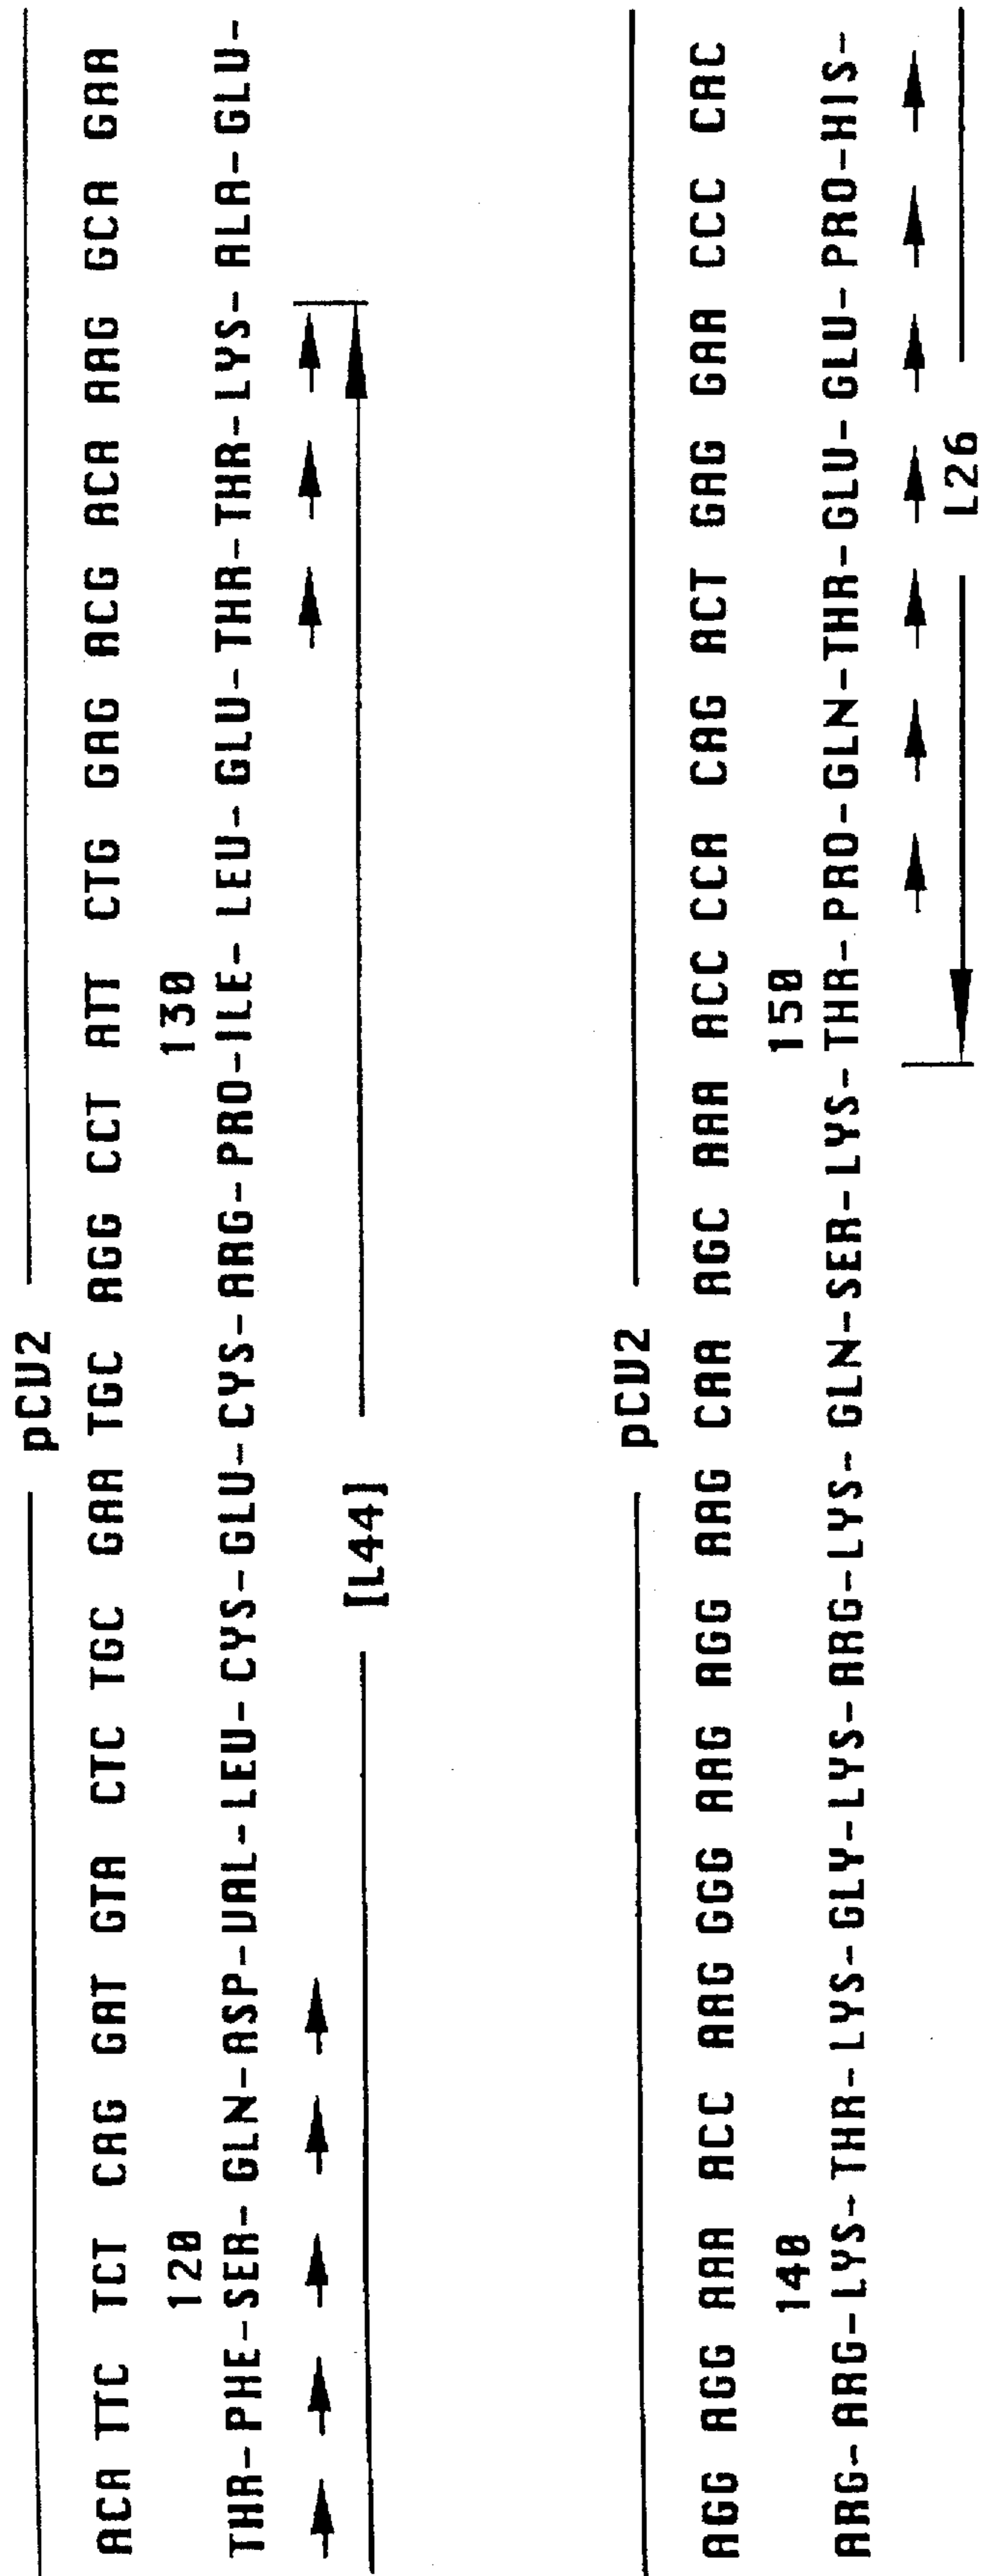 pCV2
ACA TTC TCT CAG GAT GTA CTC TGC GAA TGC AGG CCT ATT CTG GAG ACG ACA AAG GCA GAA
120 130
THR-PHE-SER-GLN-ASP-VAL-LEU-CYS-GLU-CYS-ARG-PRO-ILE-LEU-GLU-THR-THR-LYS-ALA-GLU-
[L44]
pCV2
AGG AGG AAA ACC AAG GGG AAG AGG AAG CAA AGC AAA ACC CCA CAG ACT GAG GAA CCC CAC
140 150
ARG-ARG-LYS-THR-LYS-GLY-LYS-ARG-LYS-GLN-SER-LYS-THR-PRO-GLN-THR-GLU-GLU-PRO-HIS-
L26